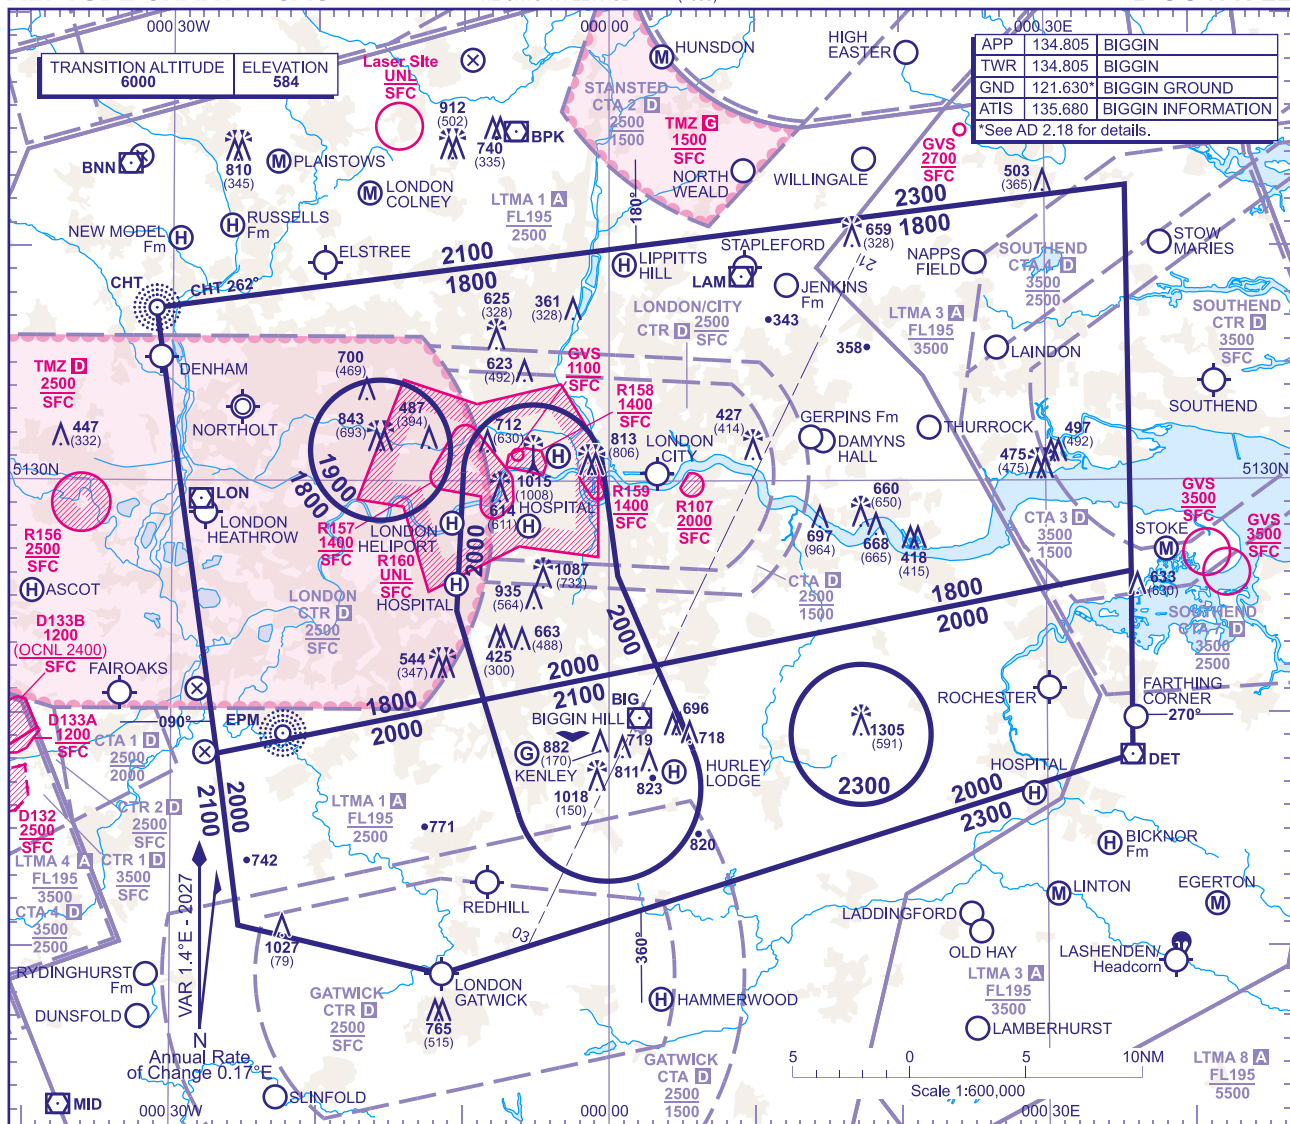 000 30W
000 00
000 30E
TRANSITION ALTITUDE
6000
ELEVATION
584
APP 134.805 BIGGIN
TWR 134.805 BIGGIN
GND 121.630* BIGGIN GROUND
ATIS 135.680 BIGGIN INFORMATION
*See AD 2.18 for details.
Laser Site
UNL
SFC
HUNSDON
HIGH
EASTER
STANSTED
CTA 2 D
2500
1500
TMZ G
1500
SFC
GVS
2700
SFC
912
(502)
740
(335)
BPK
BNN
810
(345)
PLAISTOWS
LONDON
COLNEY
NORTH
WEALD
WILLINGALE
503
(365)
LTMA 1 A
FL195
2500
180°
2300
1800
RUSSELLS
Fm
NEW MODEL
Fm
ELSTREE
2100
1800
659
(328)
21
STAPLEFORD
LIPPITTS
HILL
LAM
JENKINS
Fm
NAPPS
FIELD
SOUTHEND
CTA 4 D
3500
2500
STOW
MARIES
CHT
CHT 262°
625
(328)
361
(328)
LONDON/CITY
CTR D 2500
SFC
343
358
LTMA 3 A
FL195
3500
SOUTHEND
CTR D
3500
SFC
LAINDON
DENHAM
TMZ D
2500
SFC
700
(469)
623
(492)
GVS
1100
SFC
R158
1400
SFC
SOUTHEND
NORTHOLT
447
(332)
843
(693)
487
(394)
712
(630)
813
(806)
427
(414)
GERPINS Fm
DAMYNS
HALL
THURROCK
497
(492)
475
(475)
5130N
5130N
1900
1800
LONDON
CITY
1015
(1008)
HOSPITAL
614
(611)
R159
1400
SFC
R107
2000
SFC
LON
LONDON
HEATHROW
R156
2500
SFC
R157
1400
SFC
LONDON
HELIPORT
R160
UNL
SFC
2000
660
(650)
697
(964)
668
(665)
418
(415)
CTA 3 D
3500
1500
GVS
3500
SFC
GVS
3500
SFC
STOKE
633
(630)
ASCOT
HOSPITAL
1087
(732)
935
(564)
CTA D
2500
1500
1800
2000
SOUTHEND
CTA 7 D
3500
2500
LONDON
CTR D
2500
SFC
D133B
1200
(OCNL 2400)
SFC
FAIROAKS
544
(347)
425
(300)
663
(488)
2000
2000
2100
ROCHESTER
FARTHING
CORNER
270°
D133A
1200
SFC
090°
EPM
1800
2000
BIG
BIGGIN HILL
696
718
719
882
(170)
KENLEY
811
823
1018
(150)
HURLEY
LODGE
1305
(591)
2300
HOSPITAL
DET
2000
2300
CTA 1 D
2500
2000
CTR 2 D
2500
SFC
D132
2500
SFC
2000
2100
LTMA 1 A
FL195
2500
771
742
820
LTMA 4 A
FL195
3500
CTR 1 D
3500
SFC
CTA 4 D
3500
2500
REDHILL
BICKNOR
Fm
LINTON
EGERTON
VAR 1.4°E - 2027
1027
(79)
03
360°
LADDINGFORD
OLD HAY
LASHENDEN/
Headcorn
RYDINGHURST
Fm
DUNSFOLD
LONDON
GATWICK
765
(515)
HAMMERWOOD
LTMA 3 A
FL195
3500
LAMBERHURST
GATWICK
CTR D
2500
SFC
N
Annual Rate
of Change 0.17°E
GATWICK
CTA D
2500
1500
5 0 5 10NM
Scale 1:600,000
LTMA 8 A
FL195
5500
MID
SLINFOLD
000 30W
000 00
000 30E